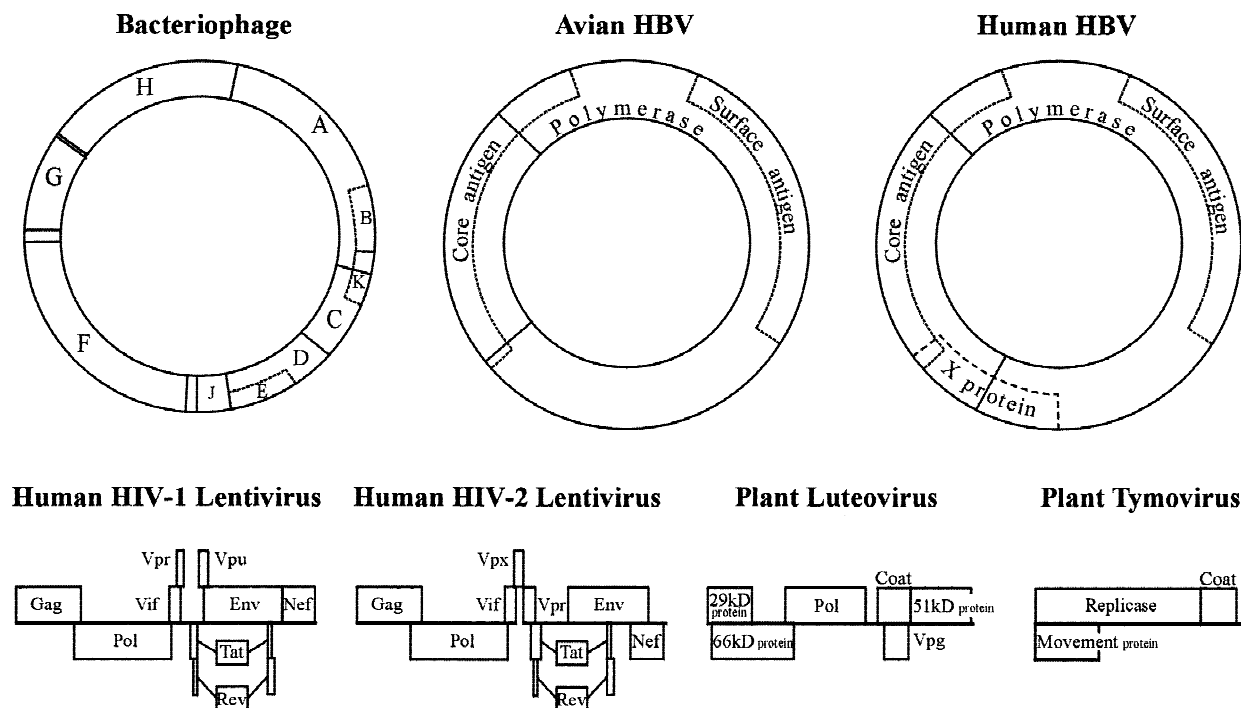 Bacteriophage
Avian HBV
Human HBV
H
A
G
B
K
C
F
D
J
E
Polymerase
Surface antigen
Core antigen
Polymerase
Surface antigen
Core antigen
X protein
Human HIV-1 Lentivirus
Human HIV-2 Lentivirus
Plant Luteovirus
Plant Tymovirus
Vpr
Vpu
Gag
Vif
Env
Nef
Pol
Tat
Rev
Vpx
Gag
Vif
Vpr
Env
Pol
Tat
Nef
Rev
Coat
29kD
protein
Pol
51kD protein
66kD protein
Vpg
Coat
Replicase
Movement protein